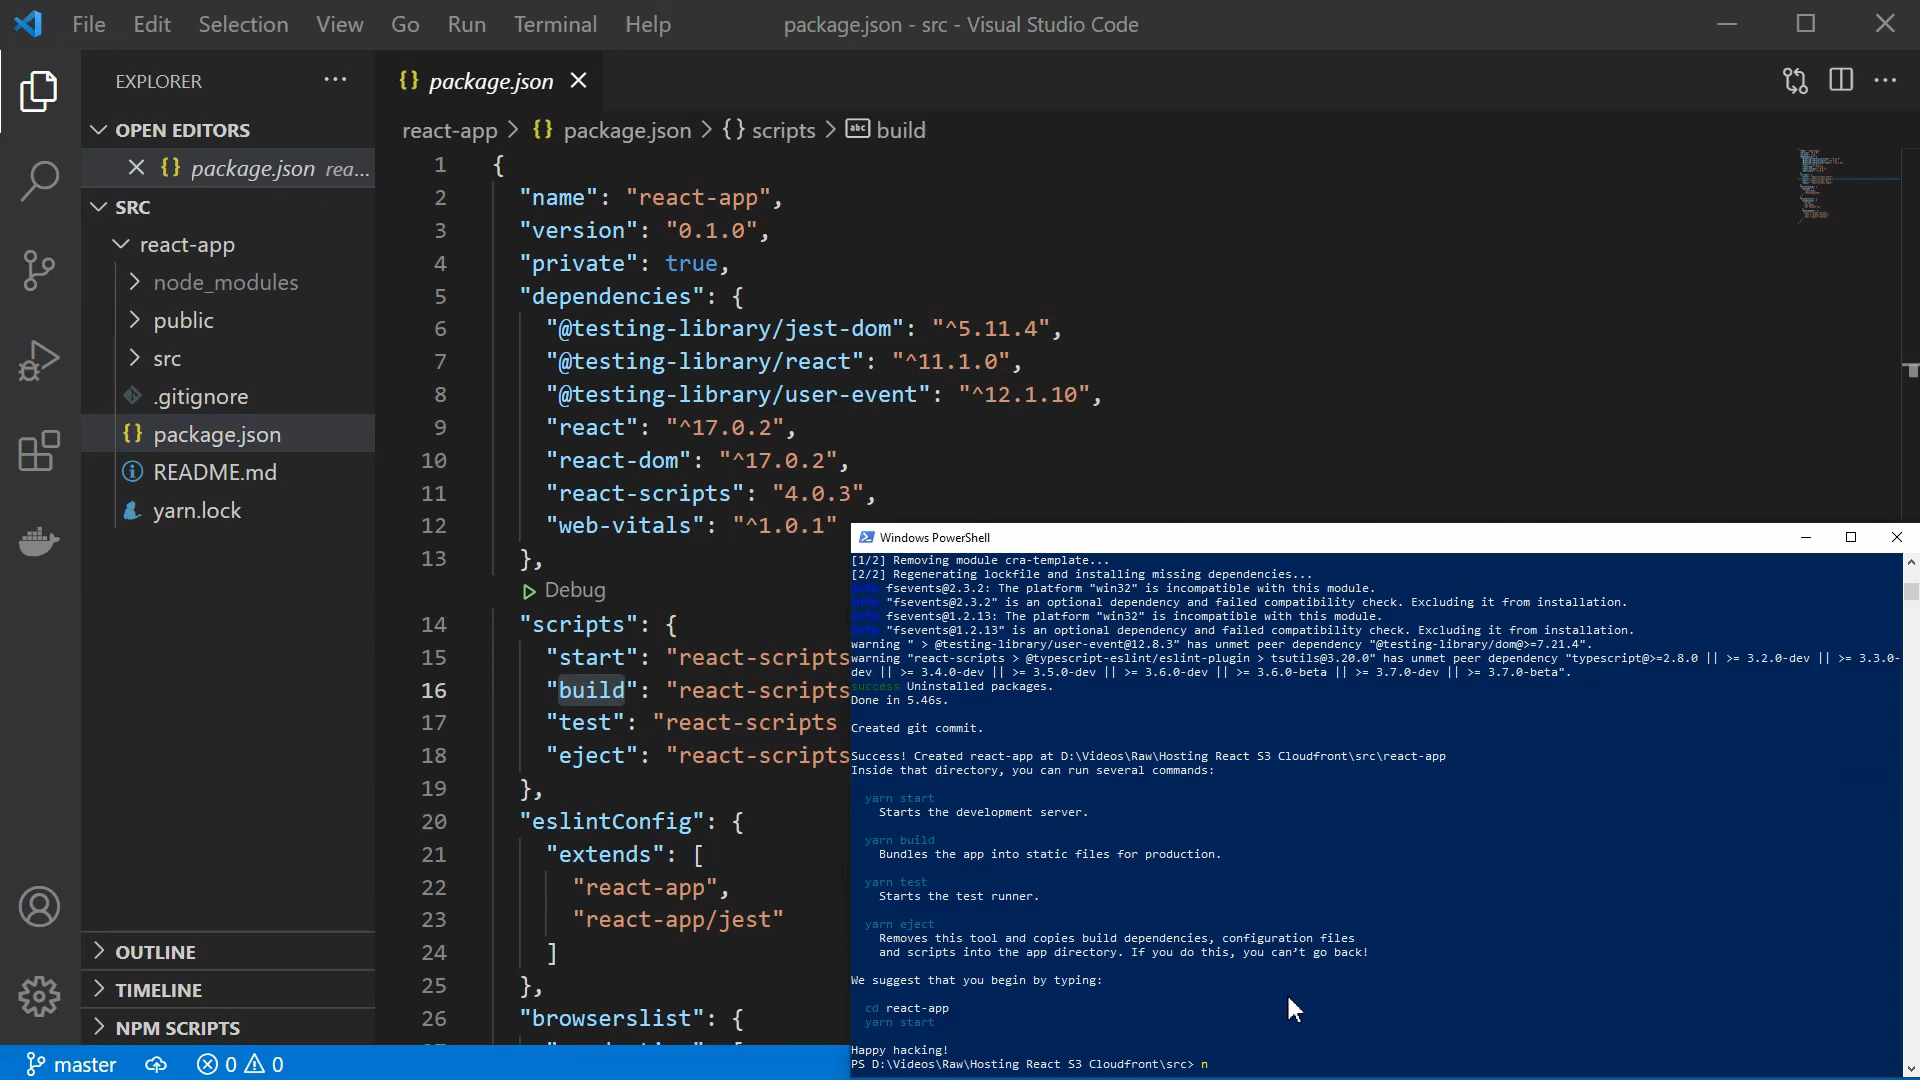 File Edit Selection View Go Run Terminal Help package.json - src - Visual Studio Code
EXPLORER ···
OPEN EDITORS
{} package.json rea...
SRC
react-app
node_modules
public
src
.gitignore
{} package.json
README.md
yarn.lock
OUTLINE
TIMELINE
NPM SCRIPTS
master 0 0
{} package.json
react-app > {} package.json > {} scripts > abc build
1 {
2 "name": "react-app",
3 "version": "0.1.0",
4 "private": true,
5 "dependencies": {
6 "@testing-library/jest-dom": "^5.11.4",
7 "@testing-library/react": "^11.1.0",
8 "@testing-library/user-event": "^12.1.10",
9 "react": "^17.0.2",
10 "react-dom": "^17.0.2",
11 "react-scripts": "4.0.3",
12 "web-vitals": "^1.0.1"
13 },
Debug
14 "scripts": {
15 "start": "react-scripts
16 "build": "react-scripts
17 "test": "react-scripts
18 "eject": "react-scripts
19 },
20 "eslintConfig": {
21 "extends": [
22 "react-app",
23 "react-app/jest"
24 ]
25 },
26 "browserslist": {
Windows PowerShell
[1/2] Removing module cra-template...
[2/2] Regenerating lockfile and installing missing dependencies...
info fsevents@2.3.2: The platform "win32" is incompatible with this module.
info "fsevents@2.3.2" is an optional dependency and failed compatibility check. Excluding it from installation.
info fsevents@1.2.13: The platform "win32" is incompatible with this module.
info "fsevents@1.2.13" is an optional dependency and failed compatibility check. Excluding it from installation.
warning " > @testing-library/user-event@12.8.3" has unmet peer dependency "@testing-library/dom@>=7.21.4".
warning "react-scripts > @typescript-eslint/eslint-plugin > tsutils@3.20.0" has unmet peer dependency "typescript@>=2.8.0 || >= 3.2.0-dev || >= 3.3.0-
dev || >= 3.4.0-dev || >= 3.5.0-dev || >= 3.6.0-dev || >= 3.6.0-beta || >= 3.7.0-dev || >= 3.7.0-beta".
success Uninstalled packages.
Done in 5.46s.
Created git commit.
Success! Created react-app at D:\Videos\Raw\Hosting React S3 Cloudfront\src\react-app
Inside that directory, you can run several commands:
yarn start
Starts the development server.
yarn build
Bundles the app into static files for production.
yarn test
Starts the test runner.
yarn eject
Removes this tool and copies build dependencies, configuration files
and scripts into the app directory. If you do this, you can't go back!
We suggest that you begin by typing:
cd react-app
yarn start
Happy hacking!
PS D:\Videos\Raw\Hosting React S3 Cloudfront\src> n